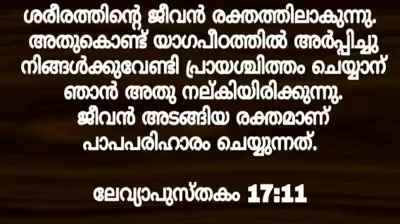 ശരീരത്തിന്റെ ജീവൻ രക്തത്തിലാകുന്നു.
അതുകൊണ്ട് യാഗപീഠത്തിൽ അർപ്പിച്ചു
നിങ്ങൾക്കുവേണ്ടി പ്രായശ്ചിത്തം ചെയ്യാന്
ഞാൻ അതു നല്കിയിരിക്കുന്നു.
ജീവൻ അടങ്ങിയ രക്തമാണ്
പാപപരിഹാരം ചെയ്യുന്നത്.
ലേവ്യാപുസ്തകം 17:11